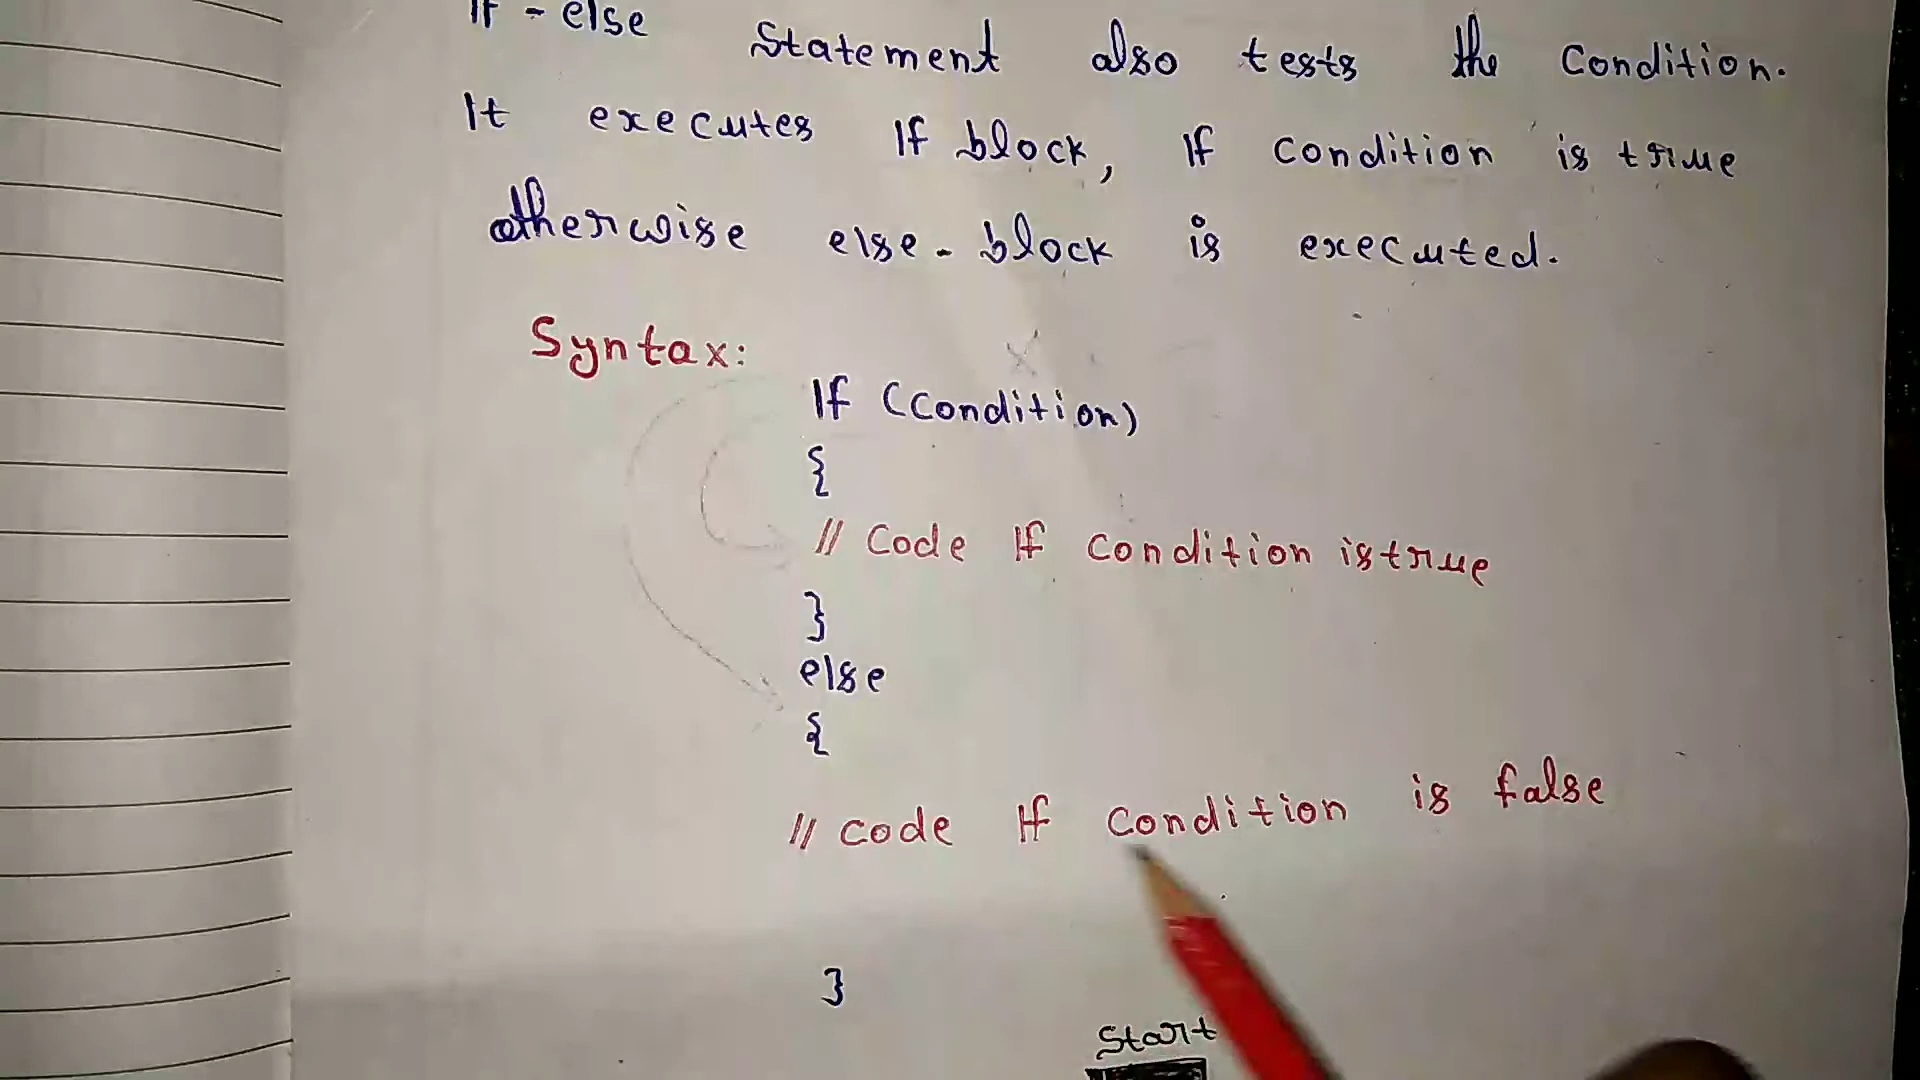 If - else Statement also tests the Condition.
It executes If block, If Condition is true
otherwise else-block is executed.
Syntax:
If (Condition)
{
// Code If Condition is true
}
else
{
// code If Condition is false
}
Start